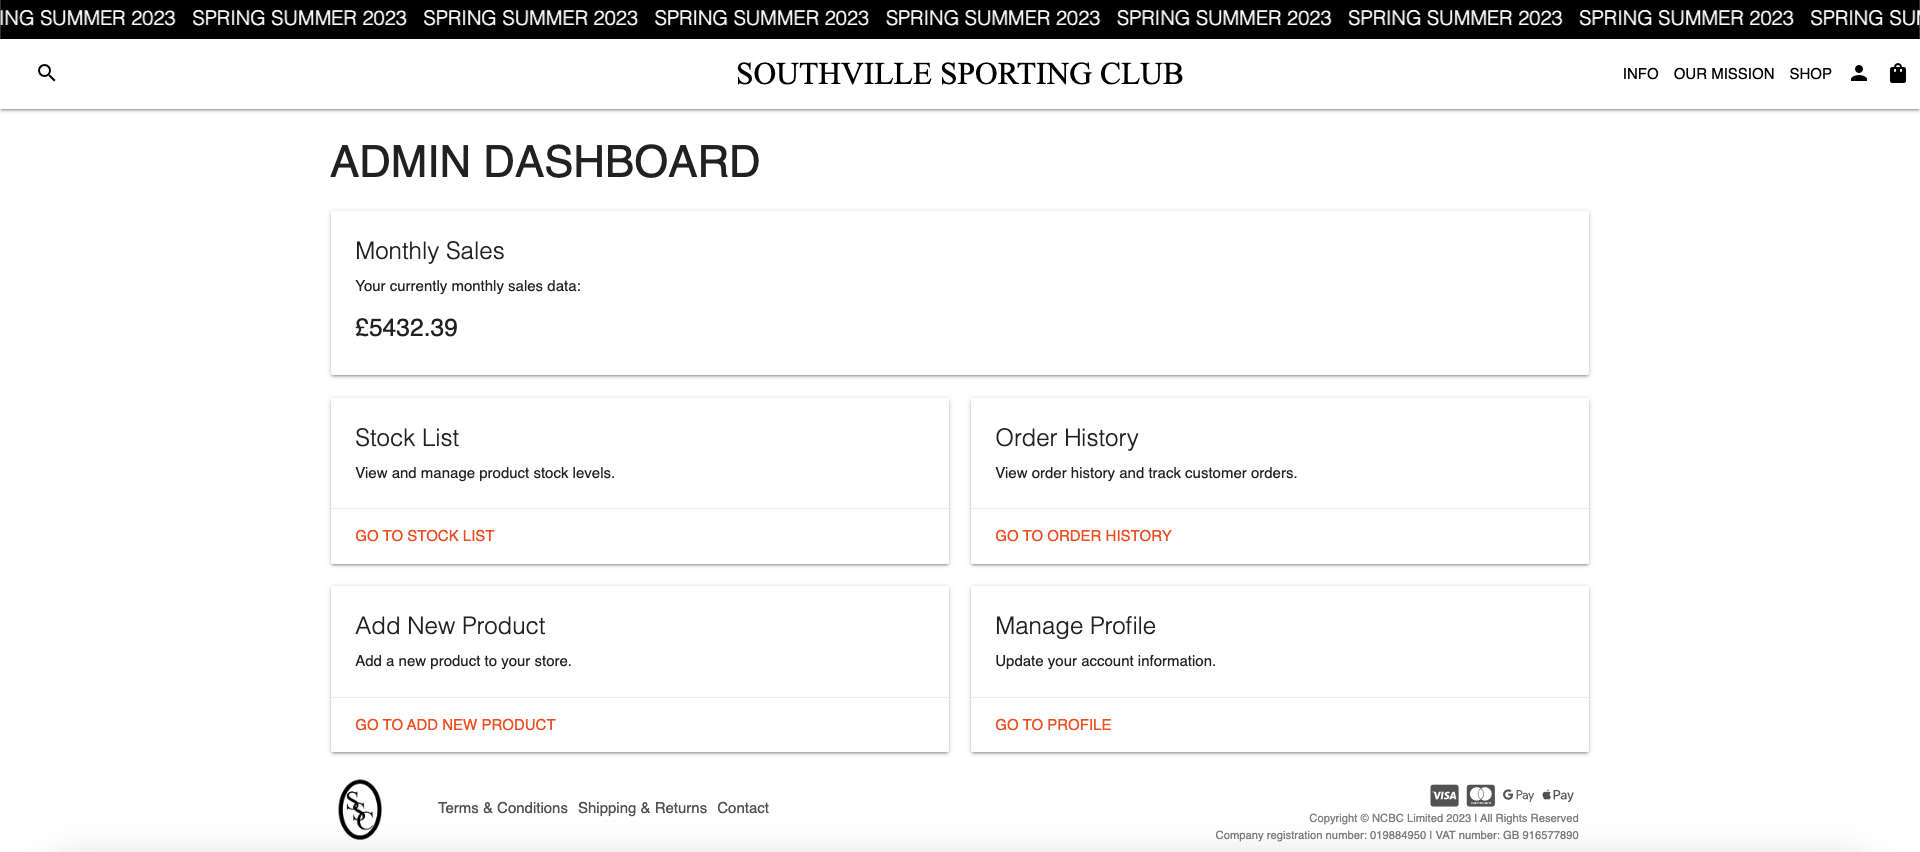 ING SUMMER 2023 SPRING SUMMER 2023 SPRING SUMMER 2023 SPRING SUMMER 2023 SPRING SUMMER 2023 SPRING SUMMER 2023 SPRING SUMMER 2023 SPRING SUMMER 2023 SPRING SU
SOUTHVILLE SPORTING CLUB
INFO OUR MISSION SHOP
ADMIN DASHBOARD
Monthly Sales
Your currently monthly sales data:
£5432.39
Stock List
View and manage product stock levels.
GO TO STOCK LIST
Order History
View order history and track customer orders.
GO TO ORDER HISTORY
Add New Product
Add a new product to your store.
GO TO ADD NEW PRODUCT
Manage Profile
Update your account information.
GO TO PROFILE
SSC
Terms & Conditions Shipping & Returns Contact
VISA G Pay Pay
Copyright © NCBC Limited 2023 | All Rights Reserved
Company registration number: 019884950 | VAT number: GB 916577890